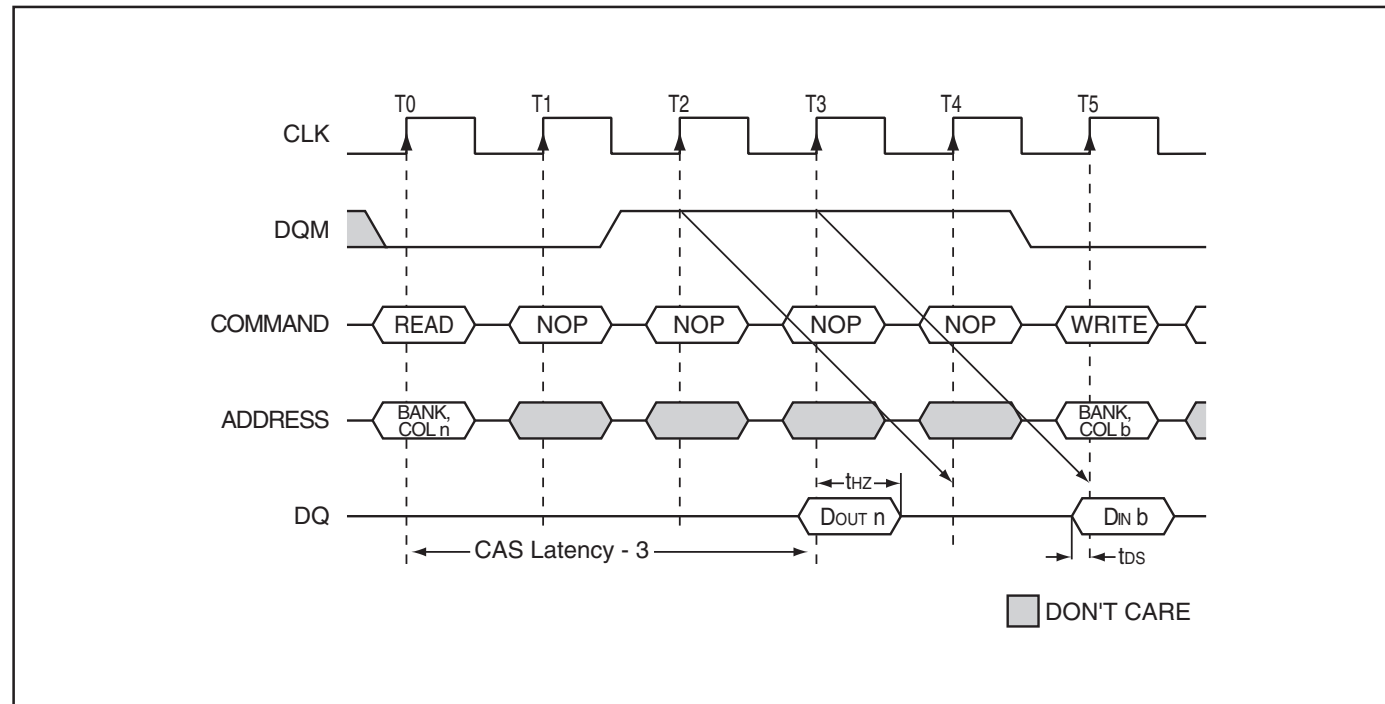 T0 T1 T2 T3 T4 T5
CLK
DQM
COMMAND READ NOP NOP NOP NOP WRITE
ADDRESS BANK, COL n BANK, COL b
tHZ
DQ DOUT n DIN b
CAS Latency - 3 tDS
DON'T CARE